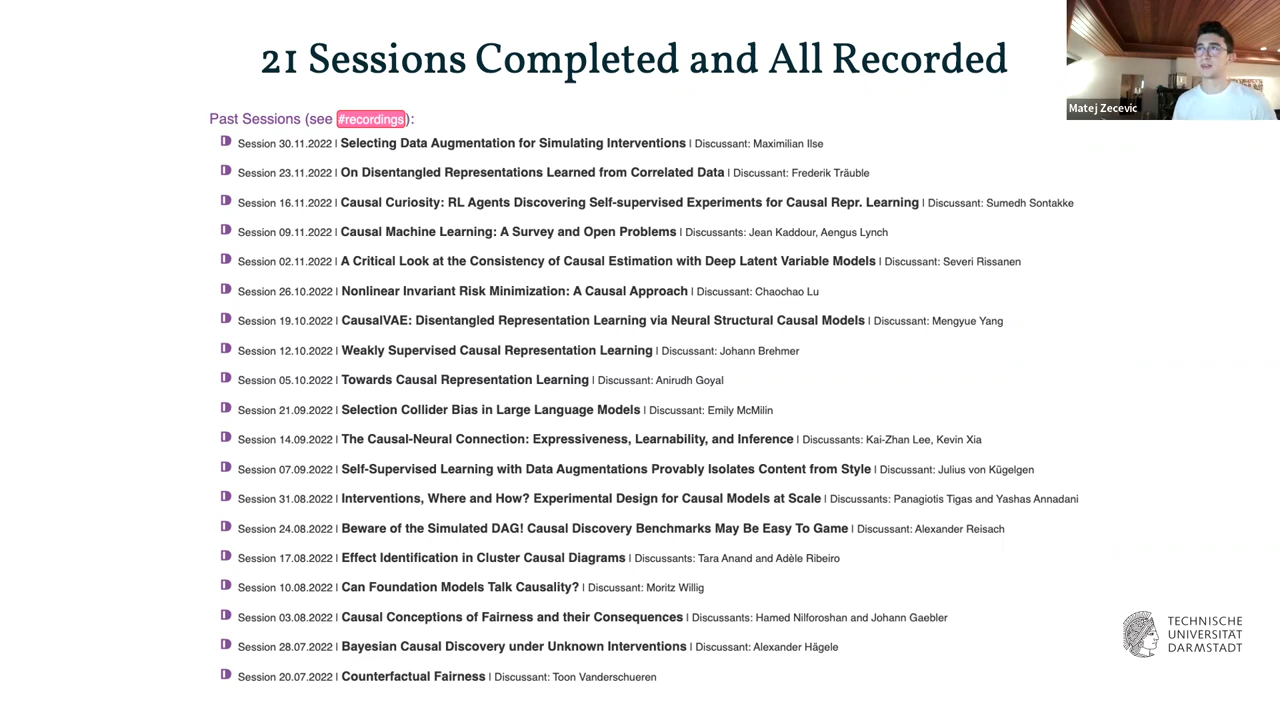 21 Sessions Completed and All Recorded
Matej Zecevic
Past Sessions (see #recordings):
Session 30.11.2022 | Selecting Data Augmentation for Simulating Interventions | Discussant: Maximilian Ilse
Session 23.11.2022 | On Disentangled Representations Learned from Correlated Data | Discussant: Frederik Träuble
Session 16.11.2022 | Causal Curiosity: RL Agents Discovering Self-supervised Experiments for Causal Repr. Learning | Discussant: Sumedh Sontakke
Session 09.11.2022 | Causal Machine Learning: A Survey and Open Problems | Discussants: Jean Kaddour, Aengus Lynch
Session 02.11.2022 | A Critical Look at the Consistency of Causal Estimation with Deep Latent Variable Models | Discussant: Severi Rissanen
Session 26.10.2022 | Nonlinear Invariant Risk Minimization: A Causal Approach | Discussant: Chaochao Lu
Session 19.10.2022 | CausalVAE: Disentangled Representation Learning via Neural Structural Causal Models | Discussant: Mengyue Yang
Session 12.10.2022 | Weakly Supervised Causal Representation Learning | Discussant: Johann Brehmer
Session 05.10.2022 | Towards Causal Representation Learning | Discussant: Anirudh Goyal
Session 21.09.2022 | Selection Collider Bias in Large Language Models | Discussant: Emily McMilin
Session 14.09.2022 | The Causal-Neural Connection: Expressiveness, Learnability, and Inference | Discussants: Kai-Zhan Lee, Kevin Xia
Session 07.09.2022 | Self-Supervised Learning with Data Augmentations Provably Isolates Content from Style | Discussant: Julius von Kügelgen
Session 31.08.2022 | Interventions, Where and How? Experimental Design for Causal Models at Scale | Discussants: Panagiotis Tigas and Yashas Annadani
Session 24.08.2022 | Beware of the Simulated DAG! Causal Discovery Benchmarks May Be Easy To Game | Discussant: Alexander Reisach
Session 17.08.2022 | Effect Identification in Cluster Causal Diagrams | Discussants: Tara Anand and Adèle Ribeiro
Session 10.08.2022 | Can Foundation Models Talk Causality? | Discussant: Moritz Willig
Session 03.08.2022 | Causal Conceptions of Fairness and their Consequences | Discussants: Hamed Nilforoshan and Johann Gaebler
Session 28.07.2022 | Bayesian Causal Discovery under Unknown Interventions | Discussant: Alexander Hägele
Session 20.07.2022 | Counterfactual Fairness | Discussant: Toon Vanderschueren
TECHNISCHE
UNIVERSITÄT
DARMSTADT